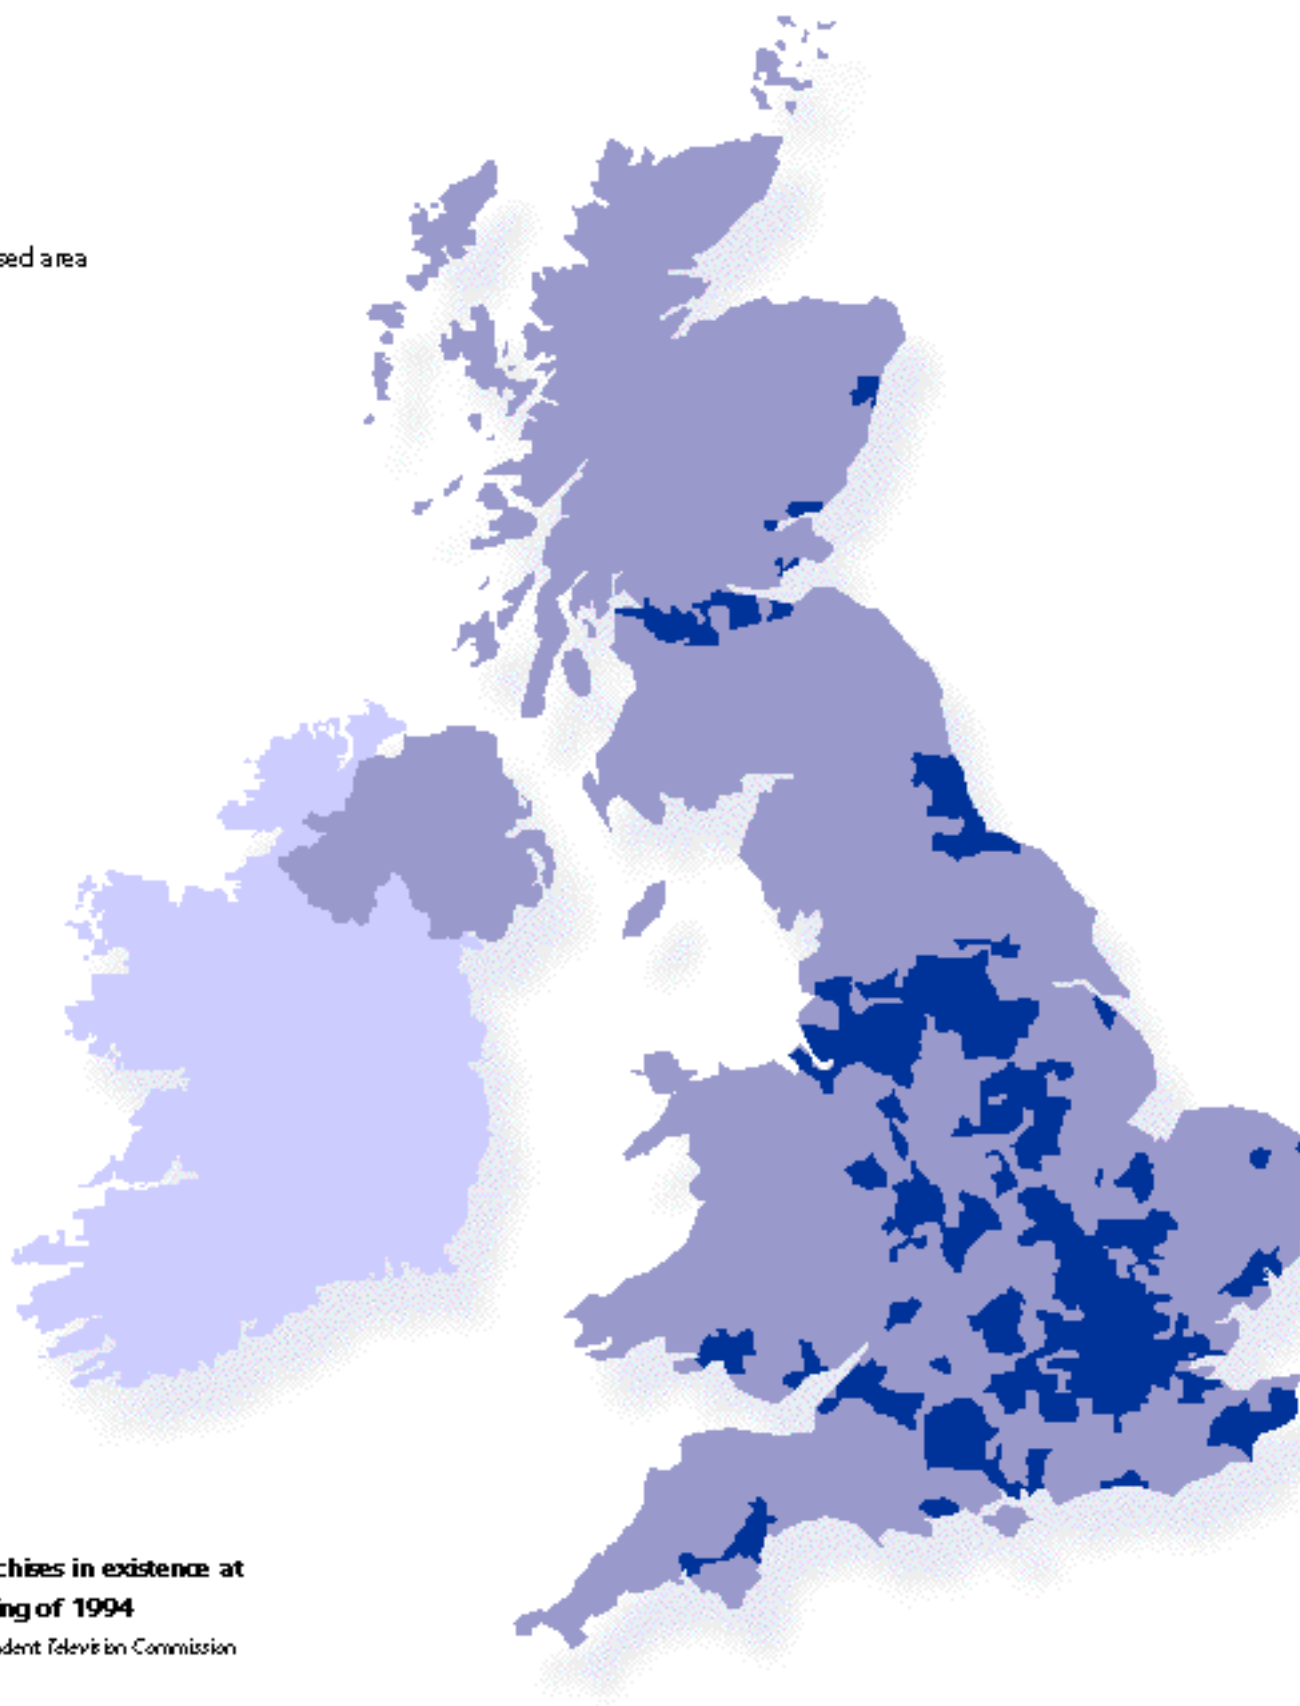 sed area
chises in existence at
ing of 1994
dent Television Commission